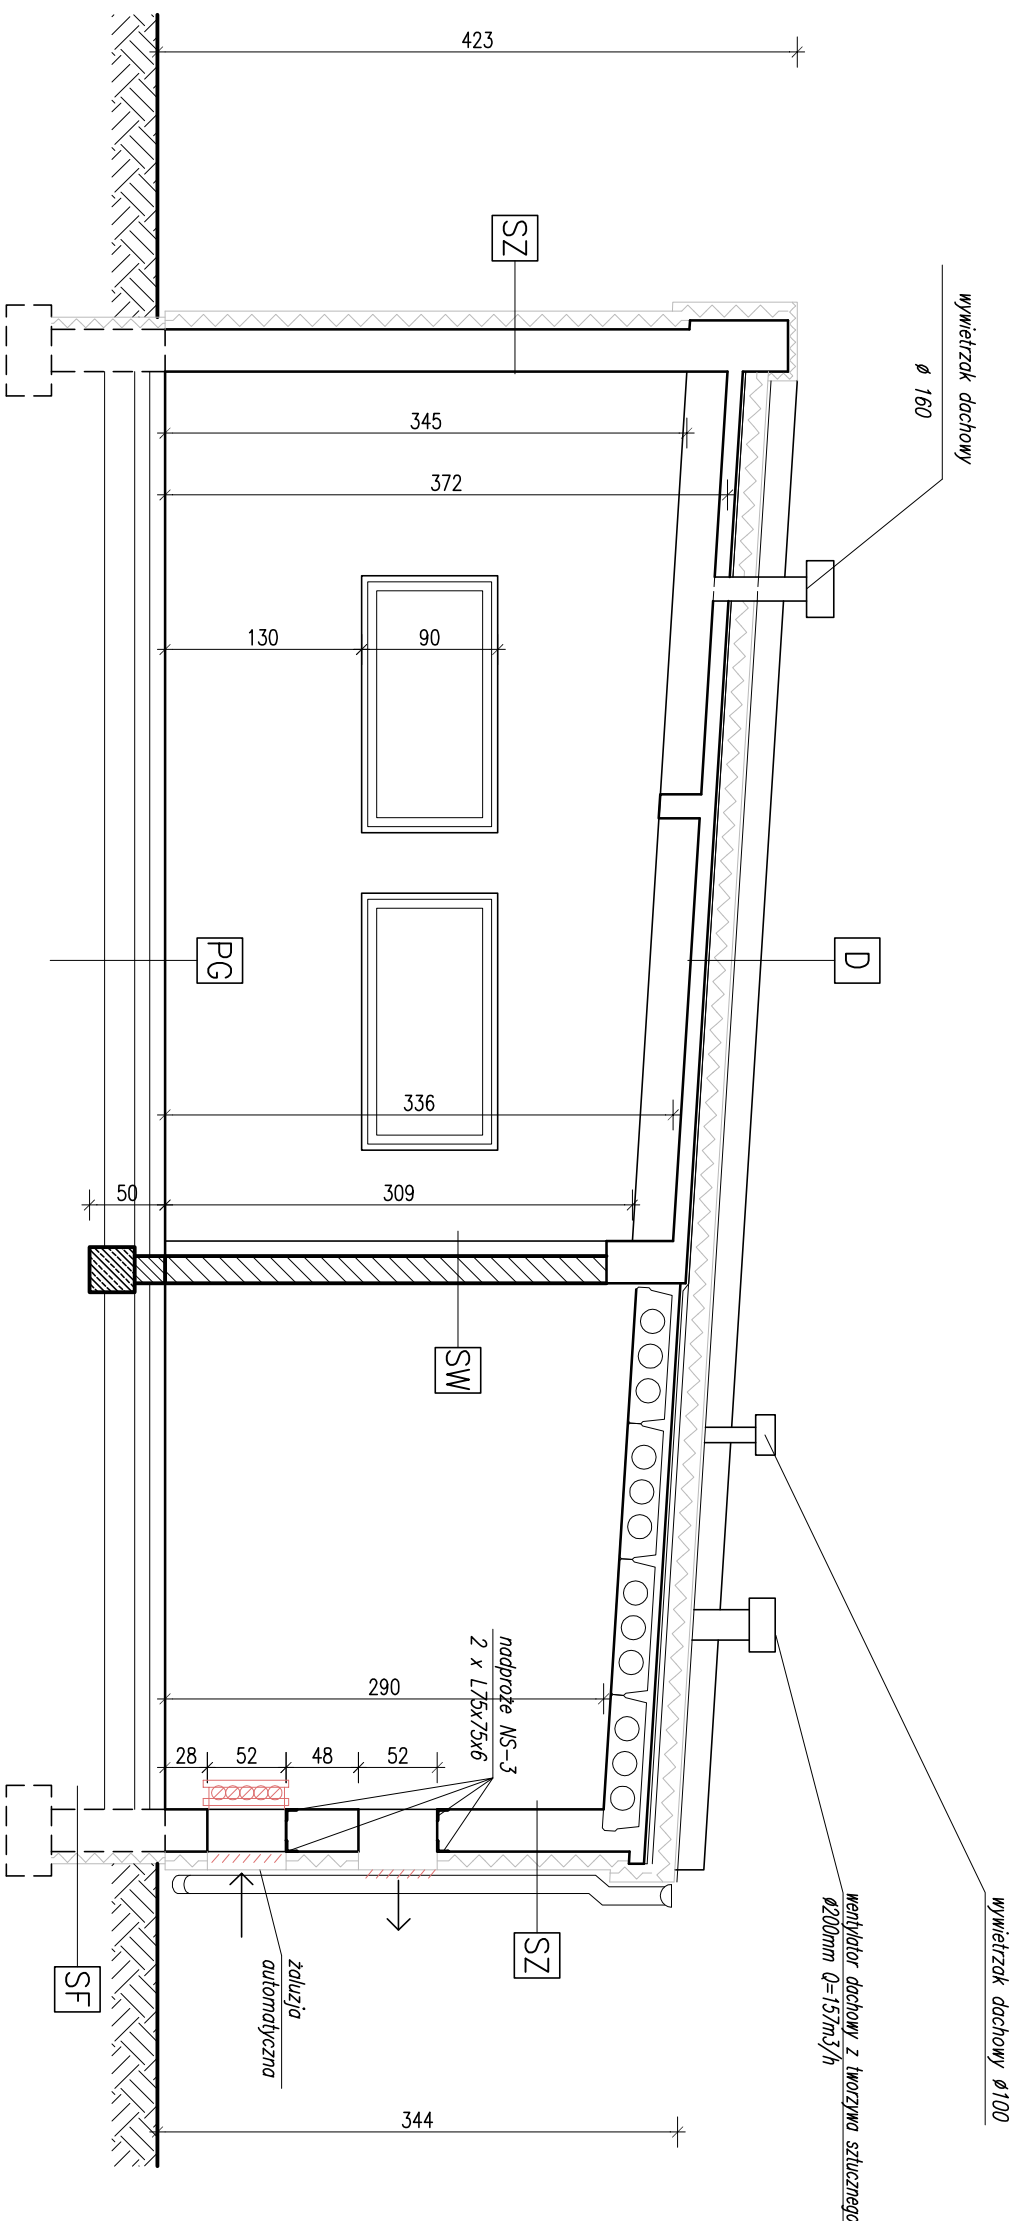 423
SZ
wywietrzak dachowy
ø 160
345
372
130
90
PG
D
336
50
309
SW
nadproże NS-3
2 x L75x75x6
290
28
52
48
52
SZ
SF
żaluzja
automatyczna
344
wentylator dachowy z tworzywa sztucznego
ø200mm Q=157m3/h
wywietrzak dachowy ø100